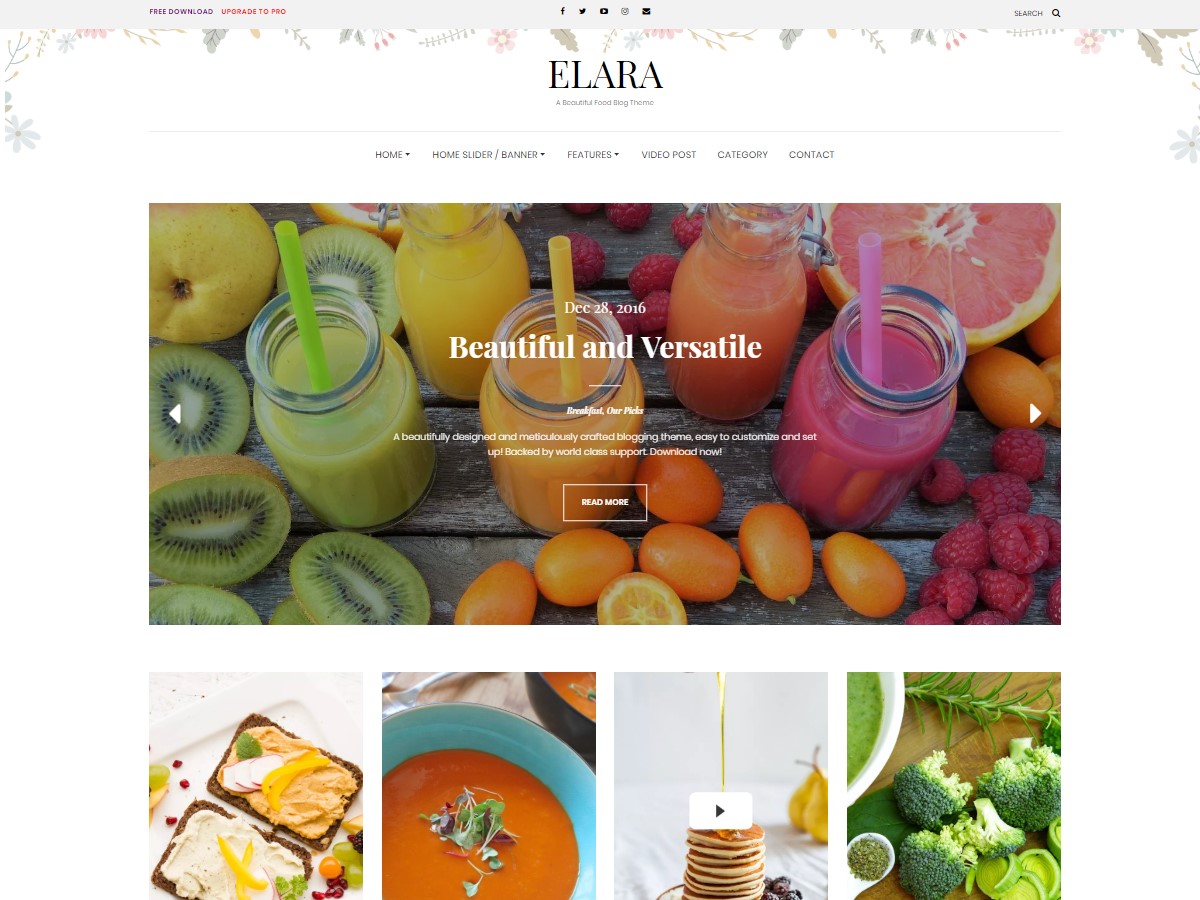 FREE DOWNLOAD UPGRADE TO PRO
SEARCH
ELARA
A Beautiful Food Blog Theme
HOME HOME SLIDER / BANNER FEATURES VIDEO POST CATEGORY CONTACT
Dec 28, 2016
Beautiful and Versatile
Breakfast, Our Picks
A beautifully designed and meticulously crafted blogging theme, easy to customize and set
up! Backed by world class support. Download now!
READ MORE